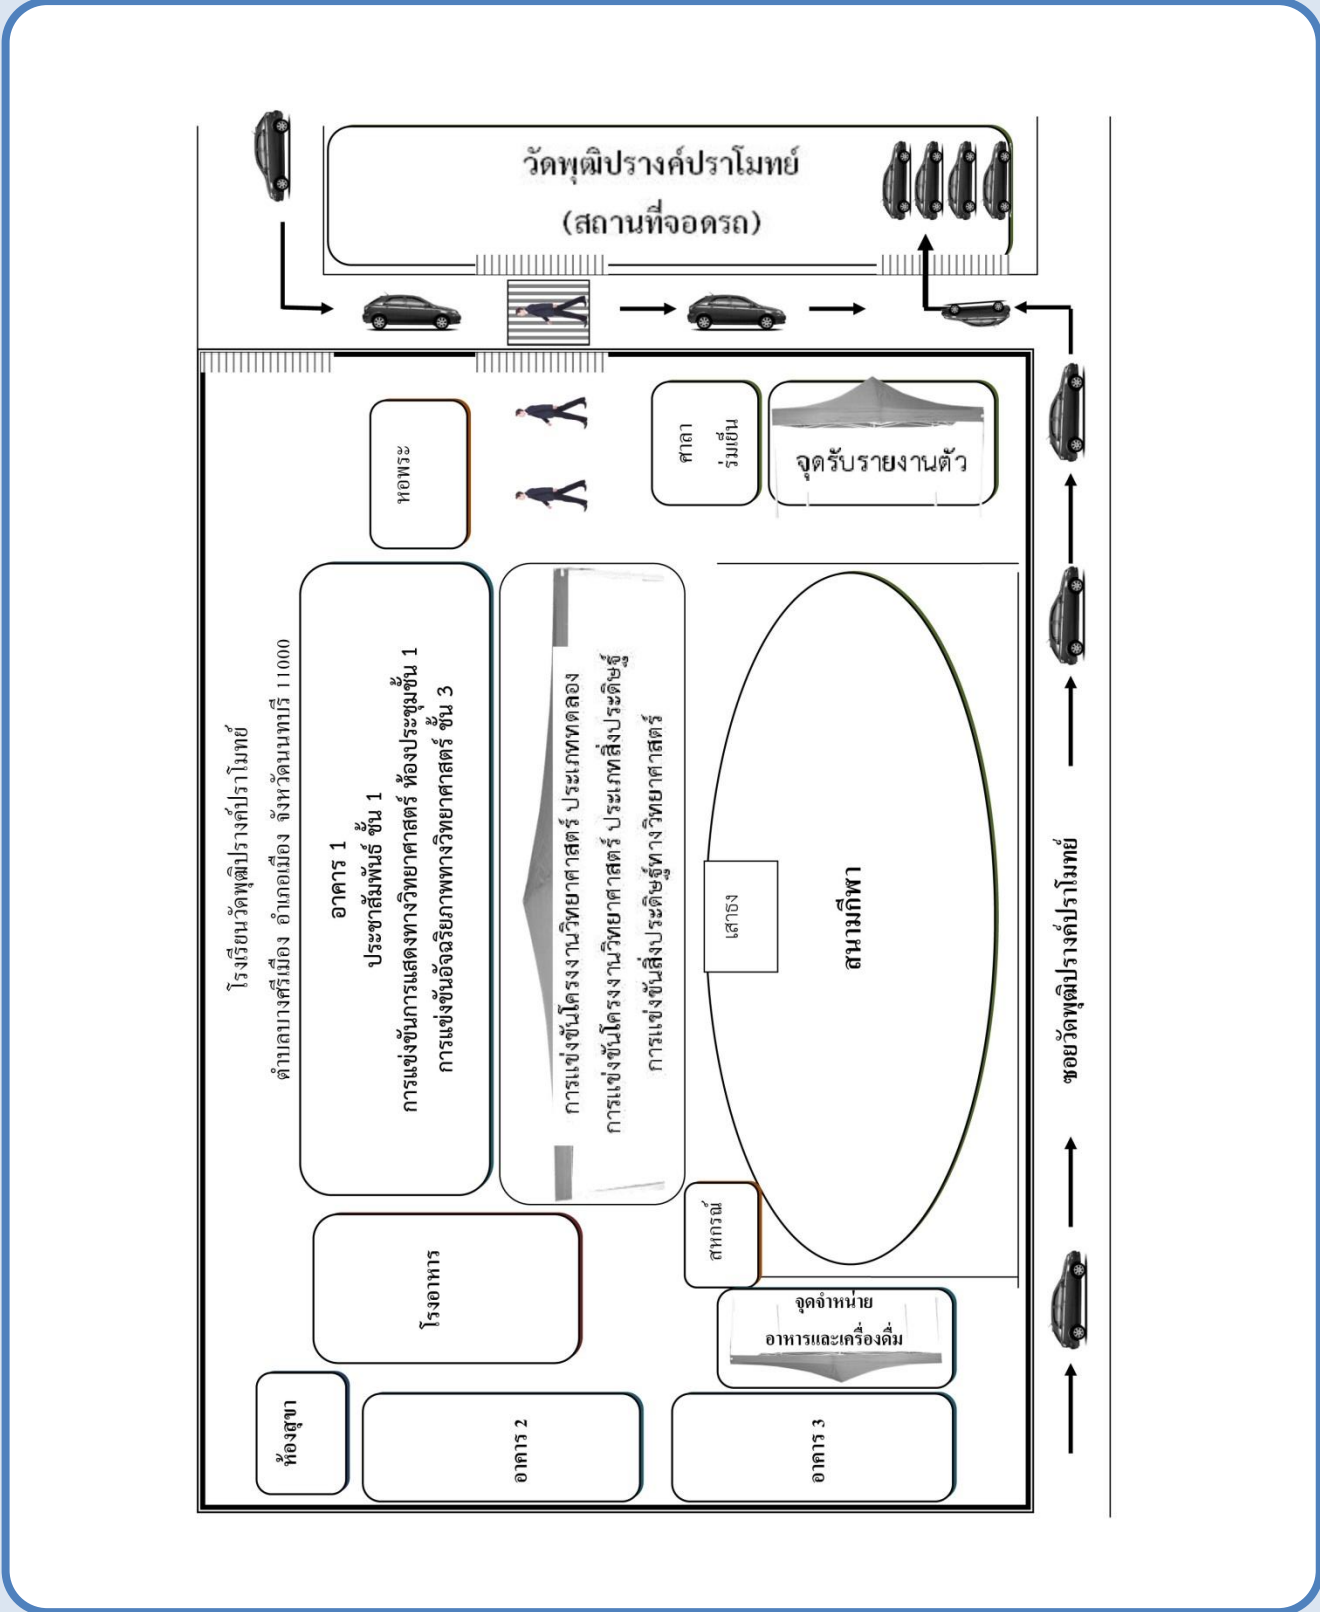 วัดพุฒิปรางค์ปราโมทย์
(สถานที่จอดรถ)
หอพระ
ศาลา
ร่มเย็น
จุดรับรายงานตัว
โรงเรียนวัดพุฒิปรางค์ปราโมทย์
ตำบลบางศรีเมือง อำเภอเมือง จังหวัดนนทบุรี 11000
อาคาร 1
ประชาสัมพันธ์ ชั้น 1
การแข่งขันการแสดงทางวิทยาศาสตร์ ห้องประชุมชั้น 1
การแข่งขันอัจฉริยภาพทางวิทยาศาสตร์ ชั้น 3
การแข่งขันโครงงานวิทยาศาสตร์ ประเภททดลอง
การแข่งขันโครงงานวิทยาศาสตร์ ประเภทสิ่งประดิษฐ์
การแข่งขันสิ่งประดิษฐ์ทางวิทยาศาสตร์
เสาธง
สนามกีฬา
ซอยวัดพุฒิปรางค์ปราโมทย์
สหกรณ์
โรงอาหาร
จุดจำหน่าย
อาหารและเครื่องดื่ม
ห้องสุขา
อาคาร 2
อาคาร 3